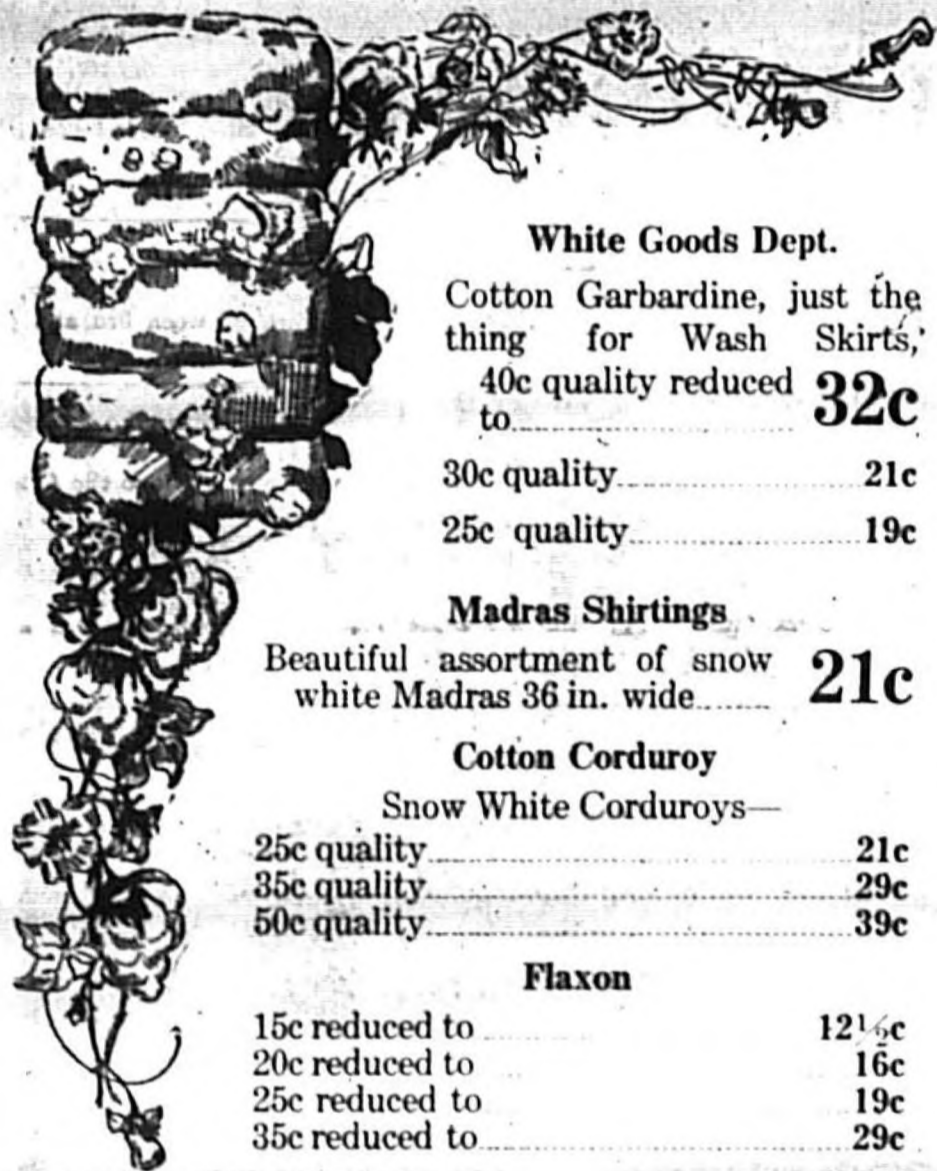 White Goods Dept.
Cotton Garbardine, just the
thing for Wash Skirts,
40c quality reduced
to 32c
30c quality 21c
25c quality 19c
Madras Shirtings
Beautiful assortment of snow
white Madras 36 in. wide 21c
Cotton Corduroy
Snow White Corduroys—
25c quality 21c
35c quality 29c
50c quality 39c
Flaxon
15c reduced to 12½c
20c reduced to 16c
25c reduced to 19c
35c reduced to 29c